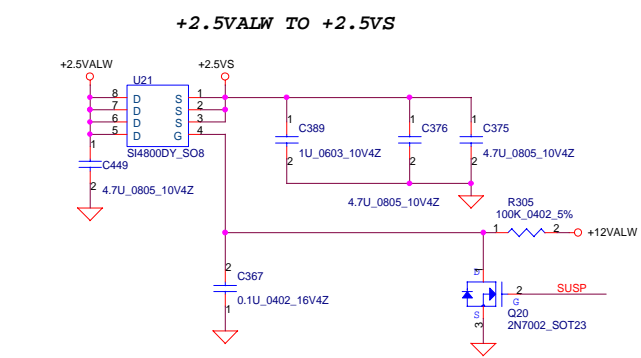 +2.5VALW TO +2.5VS
+2.5VALW
+2.5VS
U21
8 D S 1
7 D S 2
6 D S 3
5 D G 4
SI4800DY_SO8
1
C449
2
4.7U_0805_10V4Z
1
C389
2
1U_0603_10V4Z
1
C376
2
4.7U_0805_10V4Z
1
C375
2
4.7U_0805_10V4Z
R305
100K_0402_5%
1 2
+12VALW
2
C367
0.1U_0402_16V4Z
1
D 1
SUSP
2
G
S
3
Q20
2N7002_SOT23